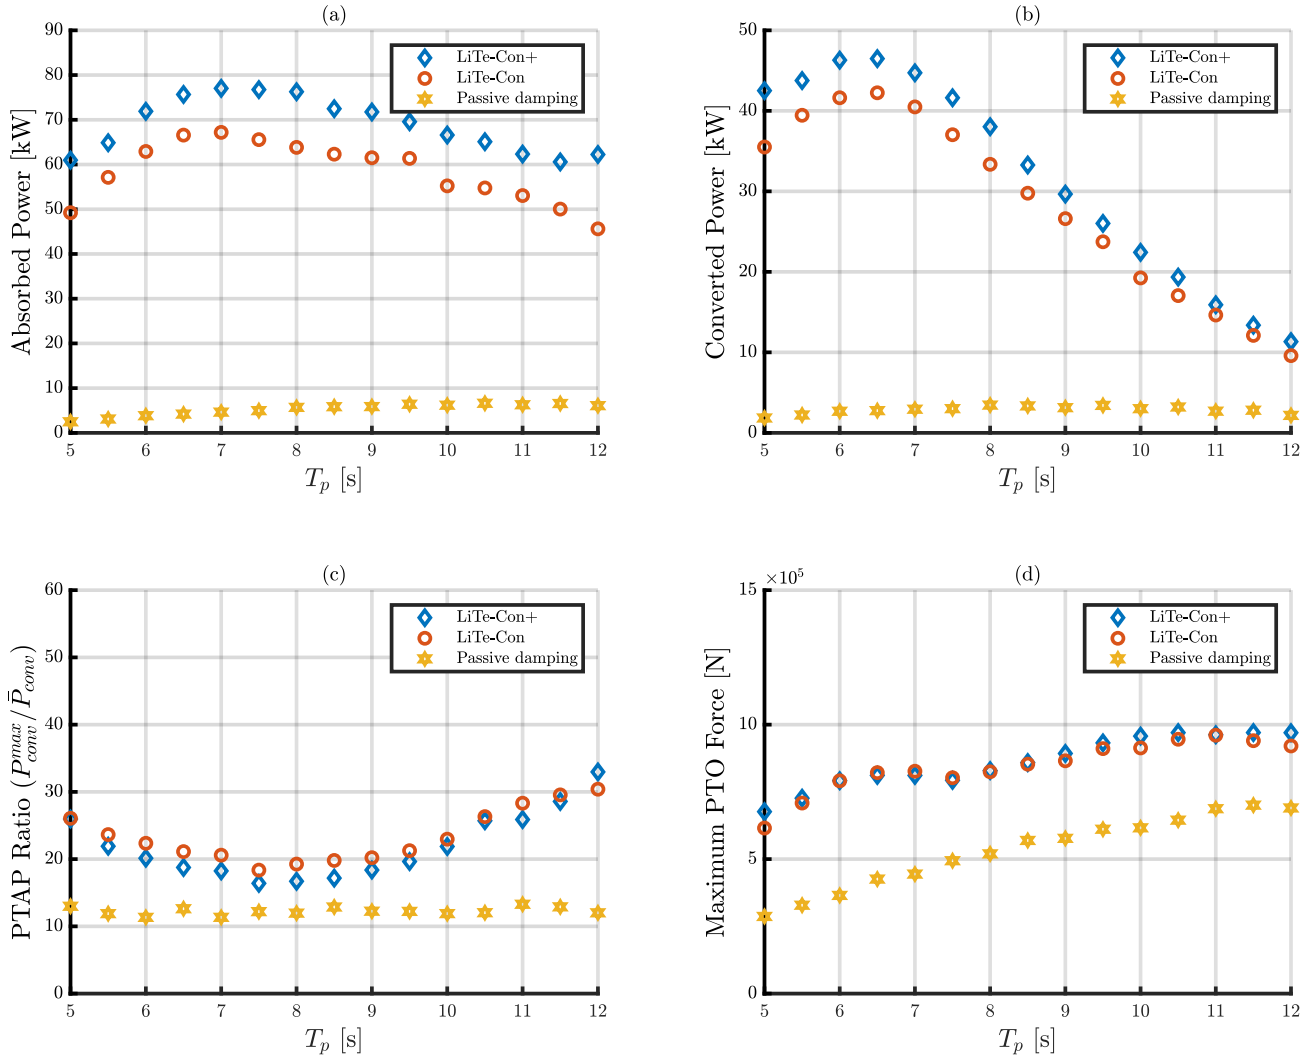 (a)
90
80
70
60
50
40
30
20
10
0
Absorbed Power [kW]
LiTe-Con+
LiTe-Con
Passive damping
5 6 7 8 9 10 11 12
T_p [s]
(b)
50
40
30
20
10
0
Converted Power [kW]
LiTe-Con+
LiTe-Con
Passive damping
5 6 7 8 9 10 11 12
T_p [s]
(c)
60
50
40
30
20
10
0
PTAP Ratio (P_{conv}^{max}/P̄_{conv})
LiTe-Con+
LiTe-Con
Passive damping
5 6 7 8 9 10 11 12
T_p [s]
(d)
×10^5
15
10
5
0
Maximum PTO Force [N]
LiTe-Con+
LiTe-Con
Passive damping
5 6 7 8 9 10 11 12
T_p [s]